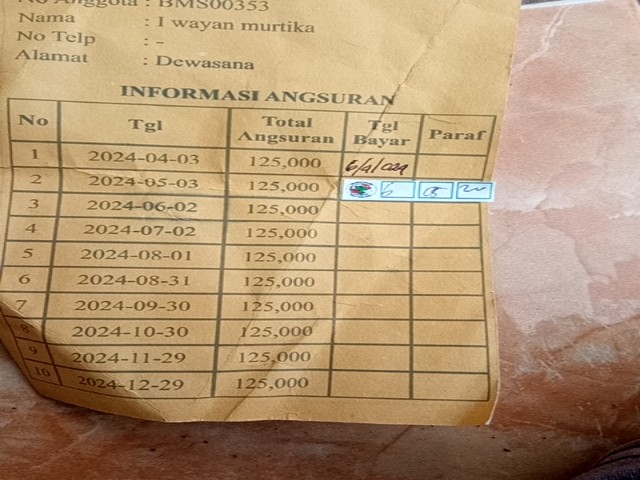 No Anggota : BMS00353
Nama : I wayan murtika
No Telp : -
Alamat : Dewasana
INFORMASI ANGSURAN
No Tgl Total Angsuran Tgl Bayar Paraf
1 2024-04-03 125,000 6/4/024
2 2024-05-03 125,000 6 05
3 2024-06-02 125,000
4 2024-07-02 125,000
5 2024-08-01 125,000
6 2024-08-31 125,000
7 2024-09-30 125,000
8 2024-10-30 125,000
9 2024-11-29 125,000
10 2024-12-29 125,000